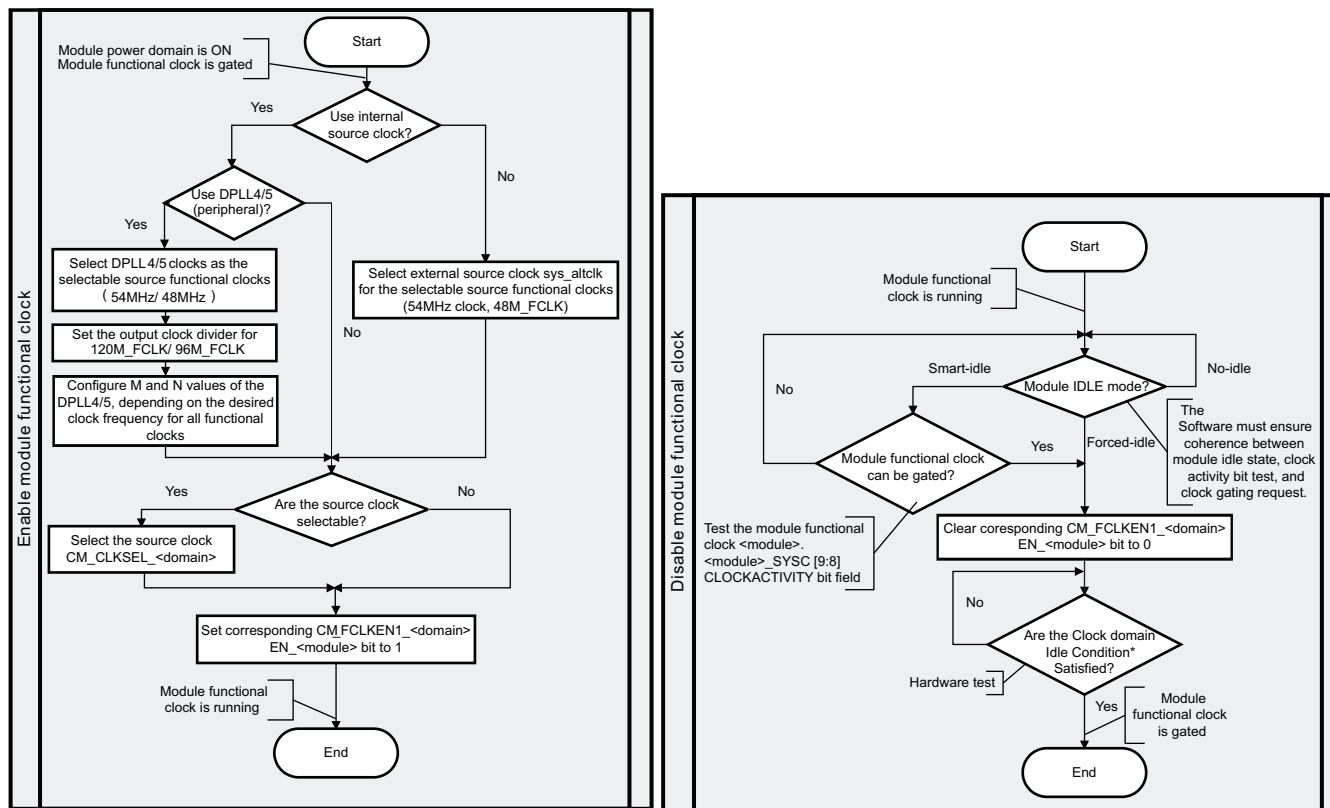 Enable module functional clock
Start
Module power domain is ON
Module functional clock is gated
Use internal
source clock?
Yes
No
Use DPLL4/5
(peripheral)?
Yes
No
Select DPLL4/5 clocks as the
selectable source functional clocks
( 54MHz/ 48MHz )
Set the output clock divider for
120M_FCLK/ 96M_FCLK
Configure M and N values of the
DPLL4/5, depending on the desired
clock frequency for all functional
clocks
Select external source clock sys_altclk
for the selectable source functional clocks
(54MHz clock, 48M_FCLK)
Are the source clock
selectable?
Yes
No
Select the source clock
CM_CLKSEL_<domain>
Set corresponding CM_FCLKEN1_<domain>
EN_<module> bit to 1
Module functional
clock is running
End
Disable module functional clock
Start
Module functional
clock is running
Module IDLE mode?
Smart-idle
No-idle
Forced-idle
The
Software must ensure
coherence between
module idle state, clock
activity bit test, and
clock gating request.
Module functional clock
can be gated?
No
Yes
Test the module functional
clock <module>.
<module>_SYSC [9:8]
CLOCKACTIVITY bit field
Clear coresponding CM_FCLKEN1_<domain>
EN_<module> bit to 0
No
Are the Clock domain
Idle Condition*
Satisfied?
Hardware test
Yes
Module
functional clock
is gated
End